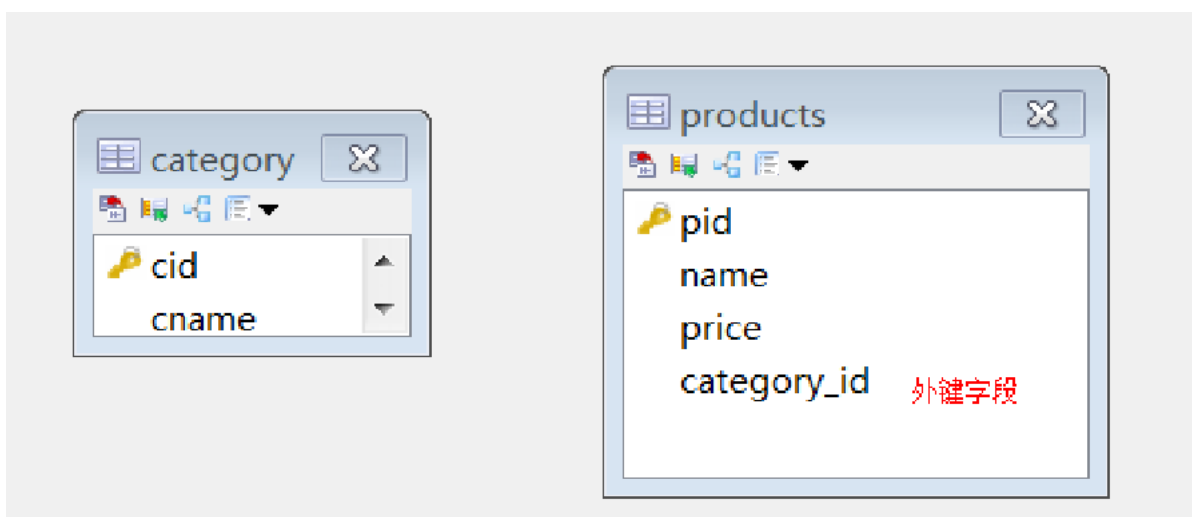 category
cid
cname
products
pid
name
price
category_id
外键字段